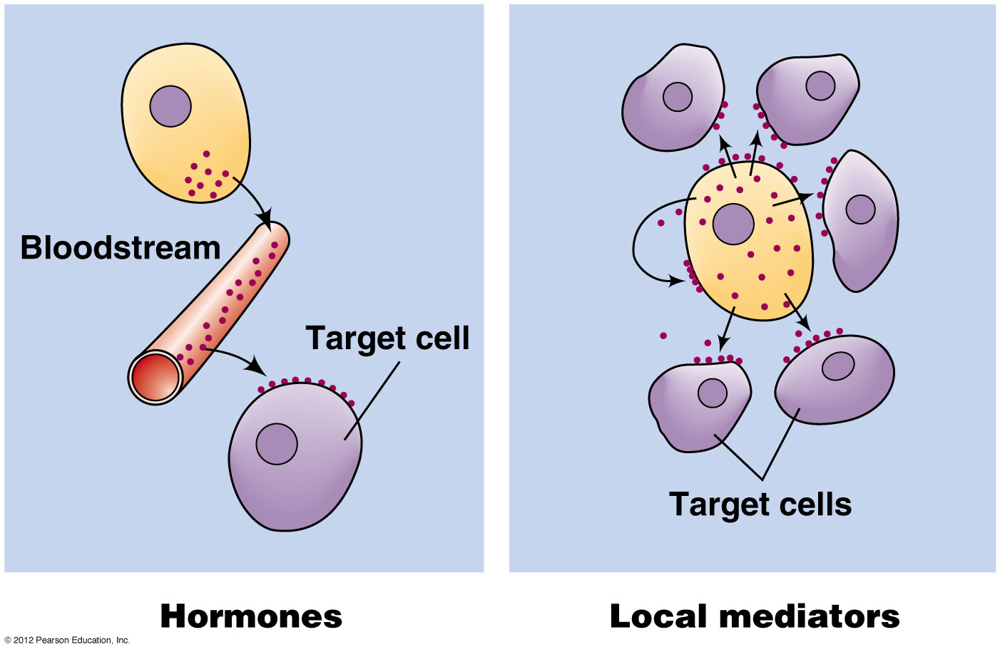 Bloodstream
Target cell
Target cells
Hormones
Local mediators
© 2012 Pearson Education, Inc.